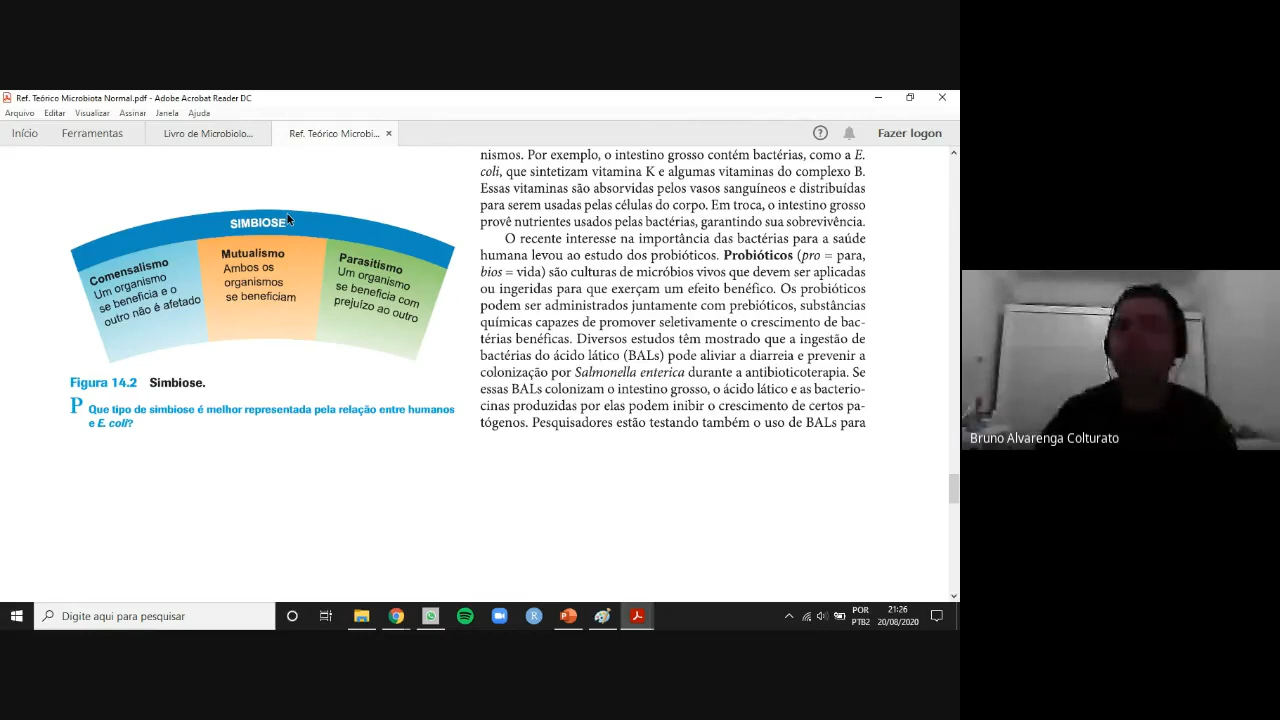 Ref. Teórico Microbiota Normal.pdf - Adobe Acrobat Reader DC
Arquivo Editar Visualizar Assinar Janela Ajuda
Início Ferramentas Livro de Microbiolo... Ref. Teórico Microbi... × Fazer logon
SIMBIOSE
Comensalismo
Um organismo
se beneficia e o
outro não é afetado
Mutualismo
Ambos os
organismos
se beneficiam
Parasitismo
Um organismo
se beneficia com
prejuízo ao outro
Figura 14.2 Simbiose.
P Que tipo de simbiose é melhor representada pela relação entre humanos
e E. coli?
nismos. Por exemplo, o intestino grosso contém bactérias, como a E.
coli, que sintetizam vitamina K e algumas vitaminas do complexo B.
Essas vitaminas são absorvidas pelos vasos sanguíneos e distribuídas
para serem usadas pelas células do corpo. Em troca, o intestino grosso
provê nutrientes usados pelas bactérias, garantindo sua sobrevivência.
O recente interesse na importância das bactérias para a saúde
humana levou ao estudo dos probióticos. Probióticos (pro = para,
bios = vida) são culturas de micróbios vivos que devem ser aplicadas
ou ingeridas para que exerçam um efeito benéfico. Os probióticos
podem ser administrados juntamente com prebióticos, substâncias
químicas capazes de promover seletivamente o crescimento de bac-
térias benéficas. Diversos estudos têm mostrado que a ingestão de
bactérias do ácido lático (BALs) pode aliviar a diarreia e prevenir a
colonização por Salmonella enterica durante a antibioticoterapia. Se
essas BALs colonizam o intestino grosso, o ácido lático e as bacterio-
cinas produzidas por elas podem inibir o crescimento de certos pa-
tógenos. Pesquisadores estão testando também o uso de BALs para
Bruno Alvarenga Colturato
Digite aqui para pesquisar
POR
PTB2
21:26
20/08/2020